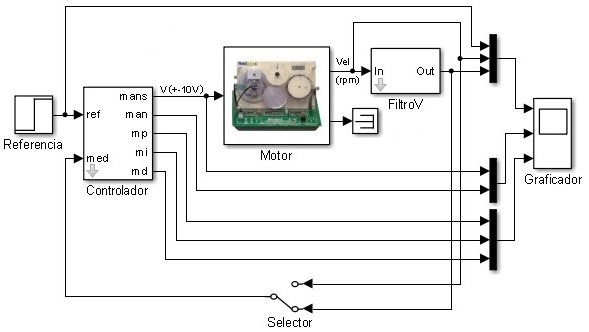 Vel
(rpm)
In
Out
FiltroV
V(+-10V)
mans
man
mp
mi
md
ref
med
Referencia
Controlador
Motor
Graficador
Selector